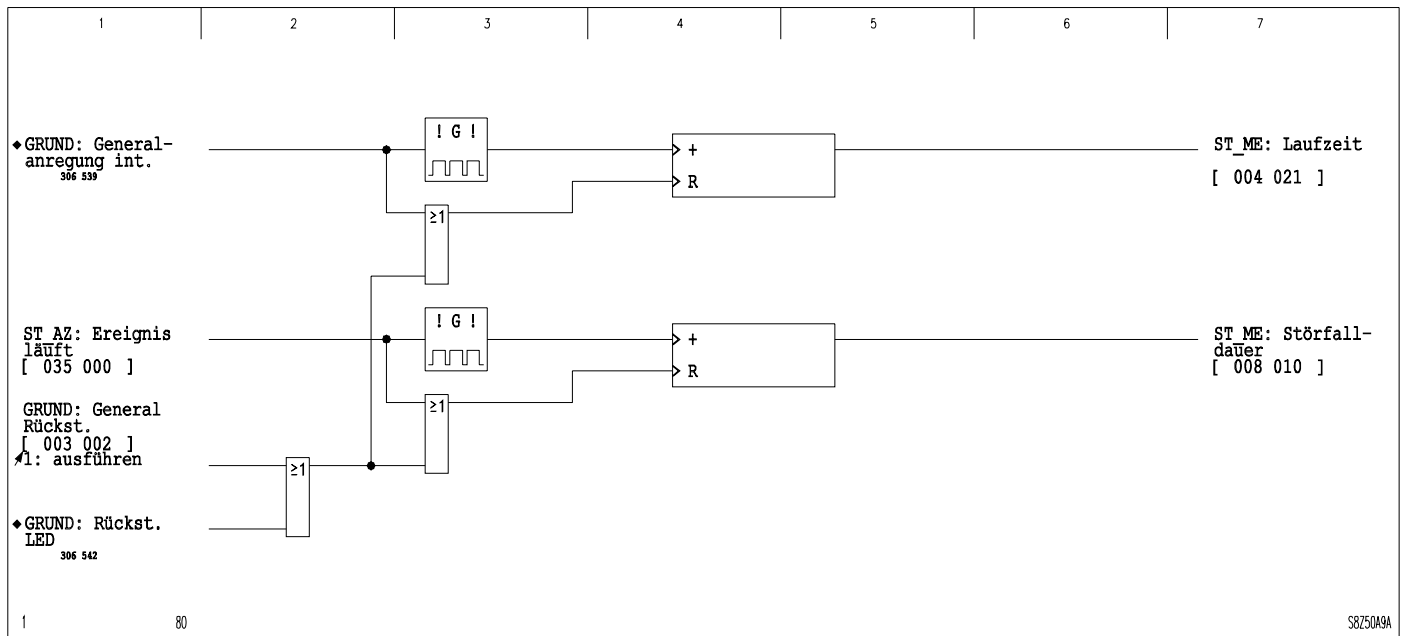 1 2 3 4 5 6 7
◆GRUND: General-
anregung int.
306 539
! G !
+
R
ST_ME: Laufzeit
[ 004 021 ]
≥1
ST_AZ: Ereignis
läuft
[ 035 000 ]
! G !
+
R
ST_ME: Störfall-
dauer
[ 008 010 ]
≥1
GRUND: General
Rückst.
[ 003 002 ]
1: ausführen
≥1
◆GRUND: Rückst.
LED
306 542
1 80 S8Z50A9A